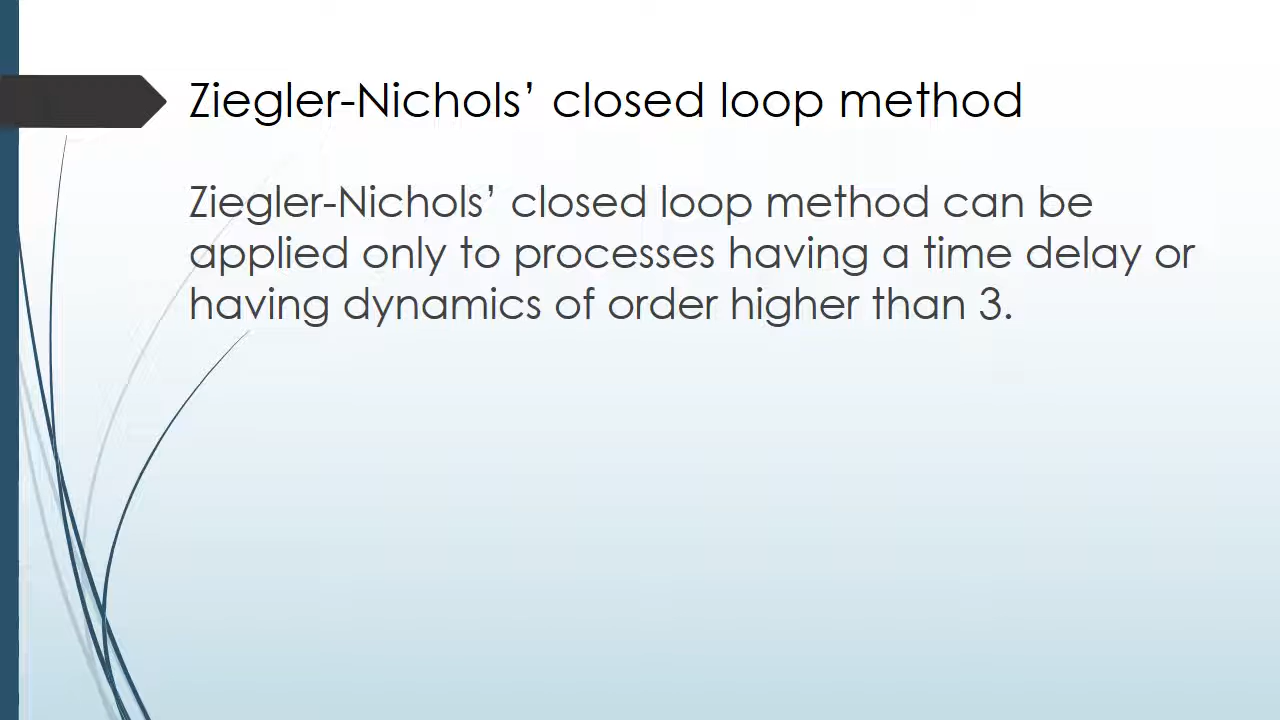 Ziegler-Nichols’ closed loop method
Ziegler-Nichols’ closed loop method can be
applied only to processes having a time delay or
having dynamics of order higher than 3.